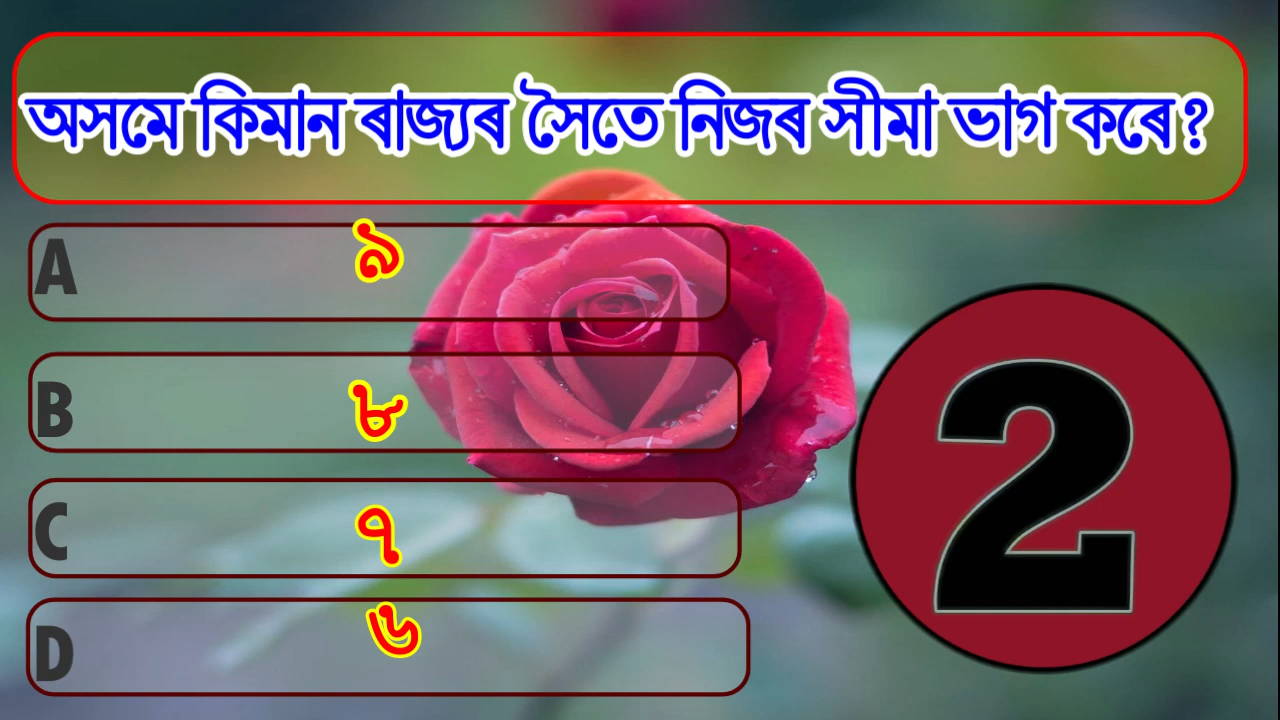 অসমে কিমান ৰাজ্যৰ সৈতে নিজৰ সীমা ভাগ কৰে?
A ৯
B ৮
C ৭
D ৬
2